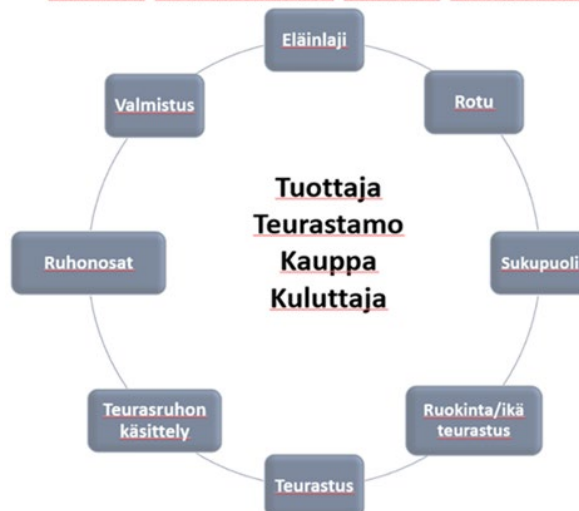 Eläinlaji
Rotu
Sukupuoli
Ruokinta/ikä
teurastus
Teurastus
Teurasruhon
käsittely
Ruhonosat
Valmistus
Tuottaja
Teurastamo
Kauppa
Kuluttaja